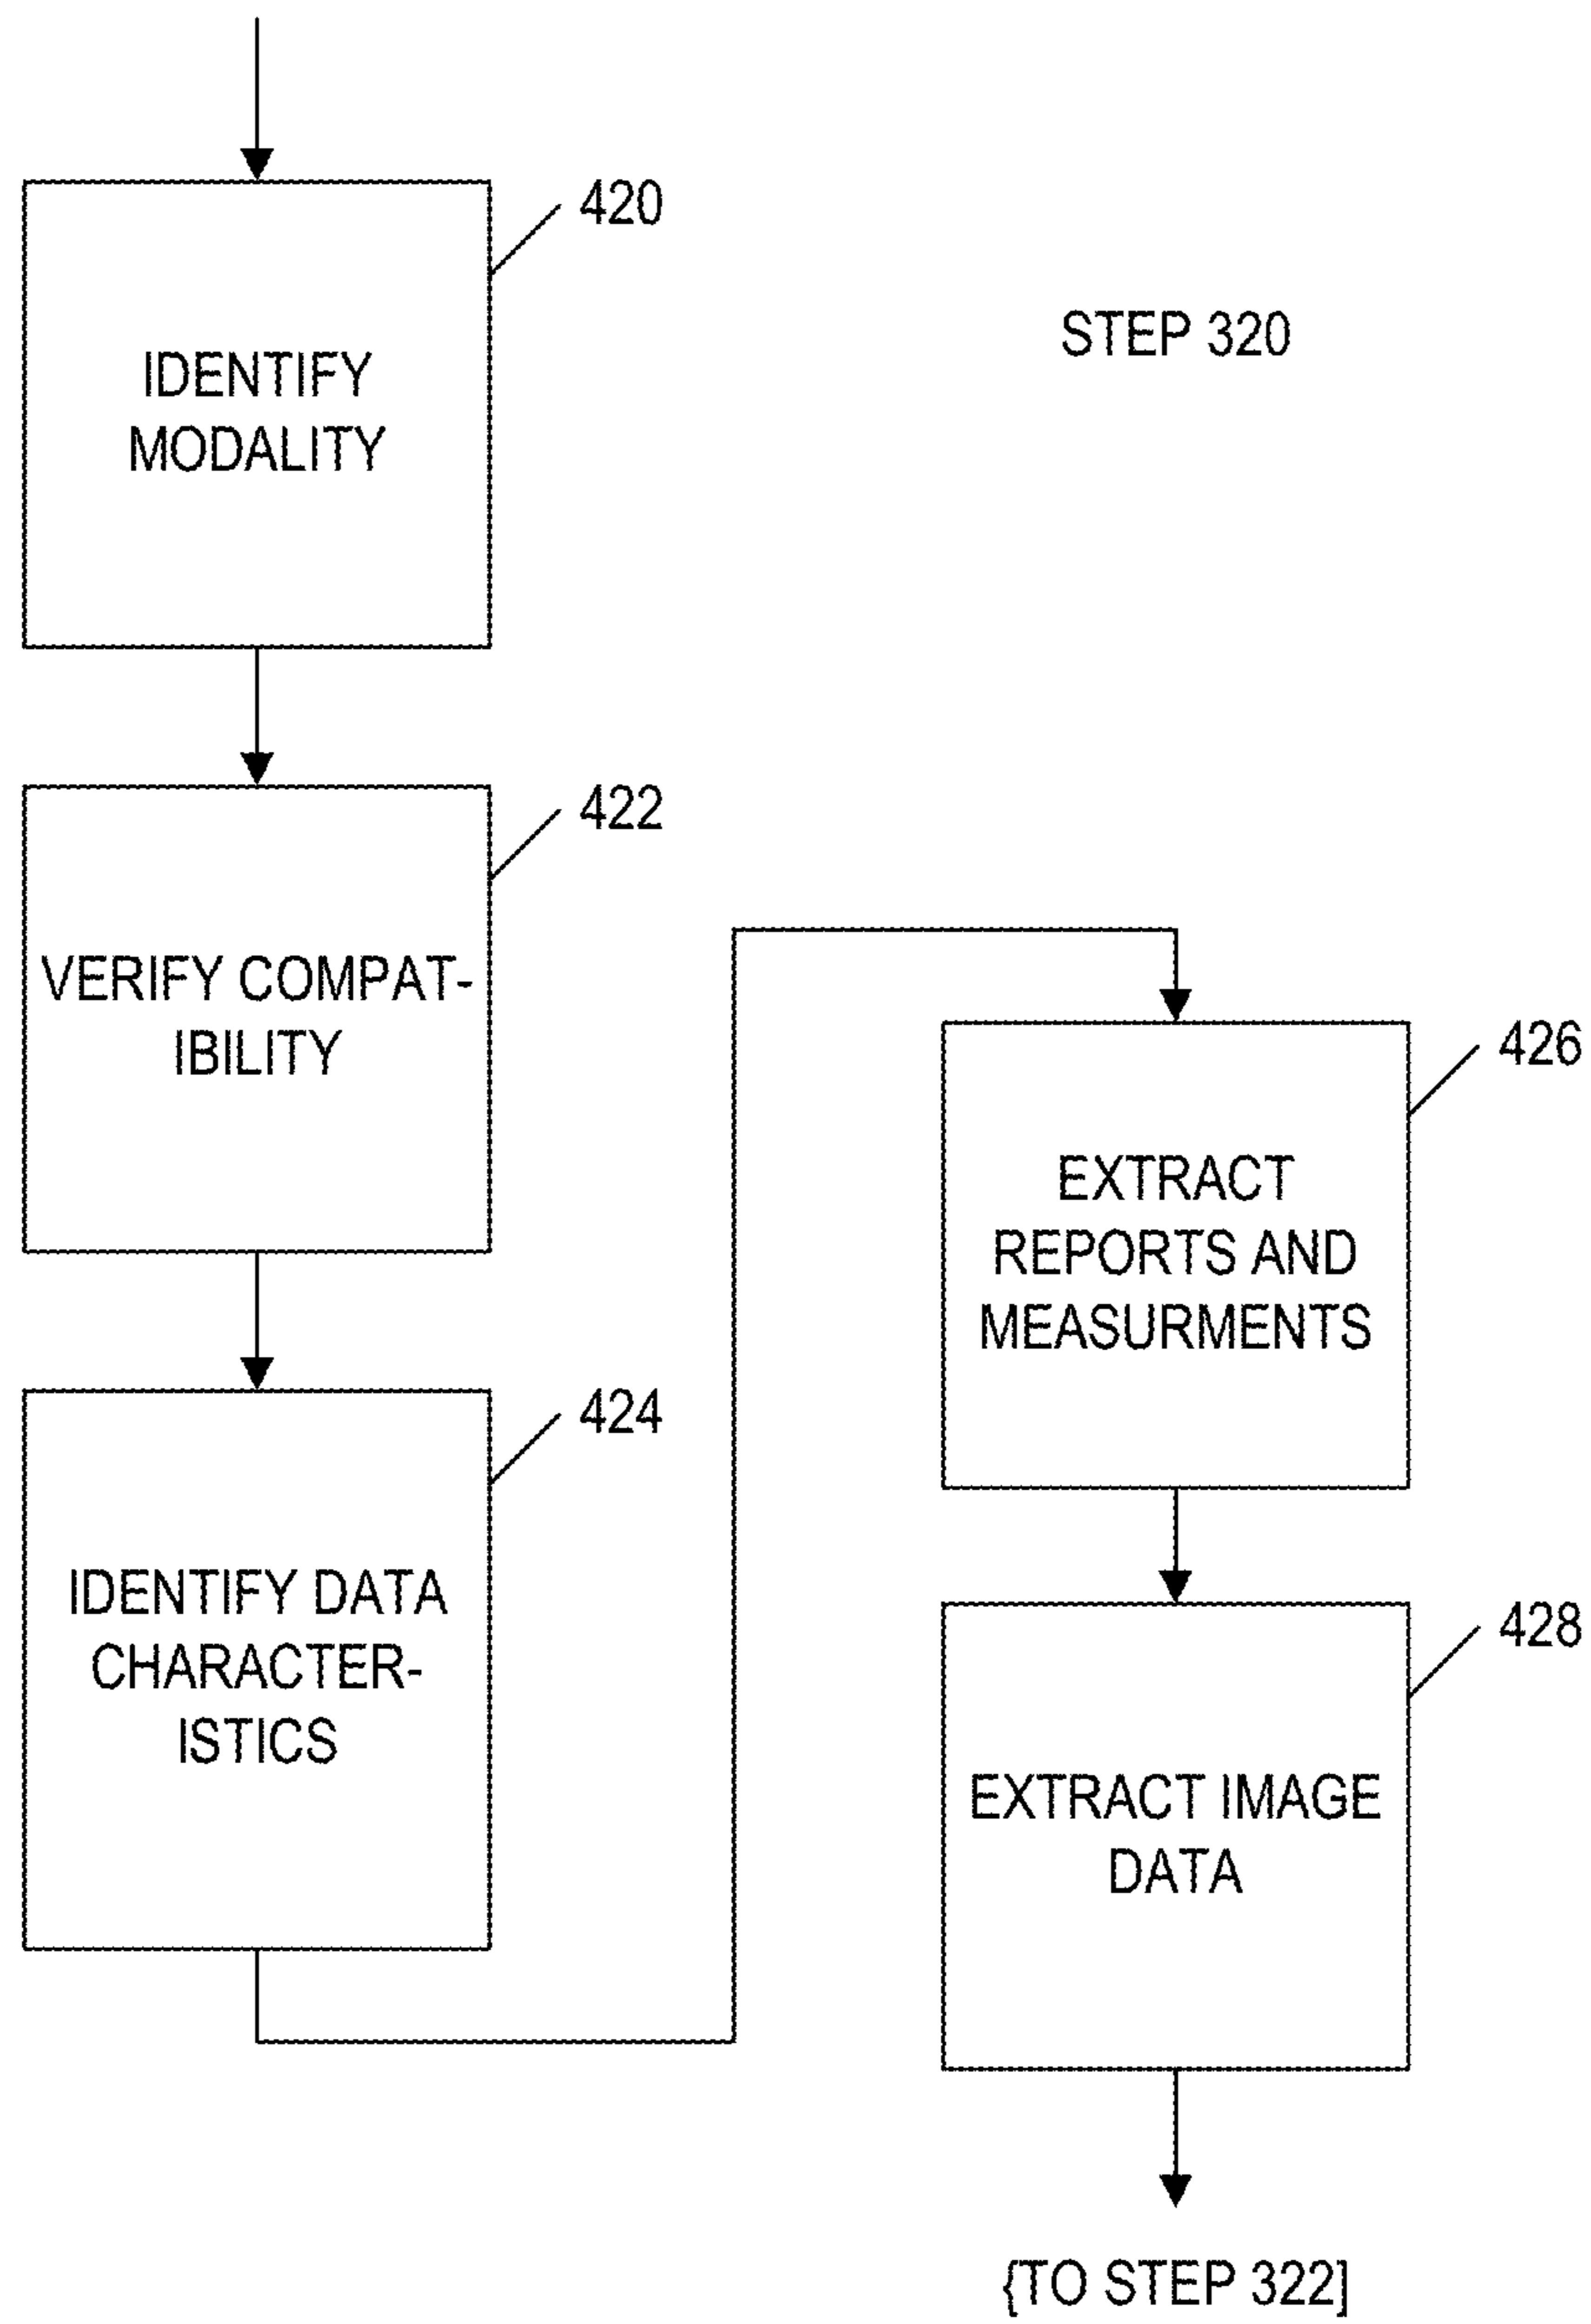 420
STEP 320
IDENTIFY
MODALITY
422
VERIFY COMPAT-
IBILITY
424
IDENTIFY DATA
CHARACTER-
ISTICS
426
EXTRACT
REPORTS AND
MEASURMENTS
428
EXTRACT IMAGE
DATA
{TO STEP 322]